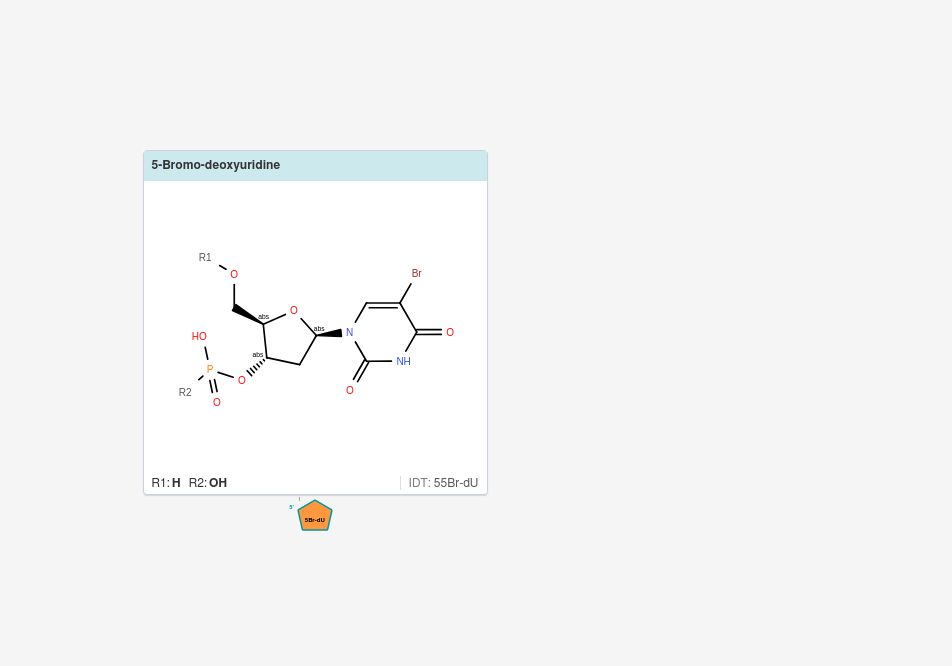 5-Bromo-deoxyuridine
R1
O
Br
O
abs
abs
N
O
HO
abs
NH
P
O
R2
O
O
R1: H R2: OH
IDT: 55Br-dU
5'
5Br-dU